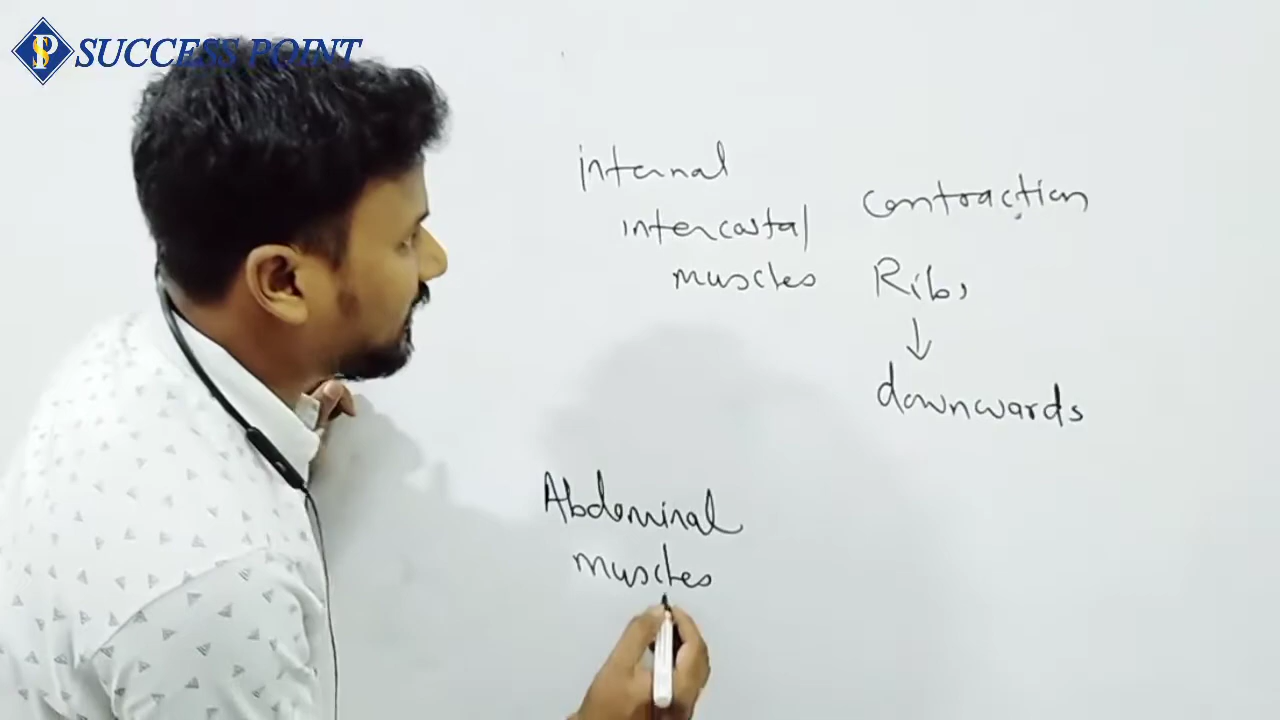 SUCCESS POINT
internal
intercostal
muscles
contraction
Ribs
↓
downwards
Abdominal
muscles